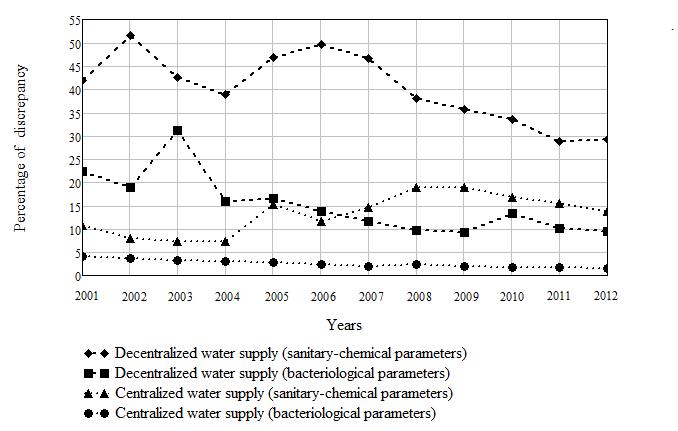 55
50
45
40
35
30
25
20
15
10
5
0
Percentage of discrepancy
2001 2002 2003 2004 2005 2006 2007 2008 2009 2010 2011 2012
Years
Decentralized water supply (sanitary-chemical parameters)
Decentralized water supply (bacteriological parameters)
Centralized water supply (sanitary-chemical parameters)
Centralized water supply (bacteriological parameters)